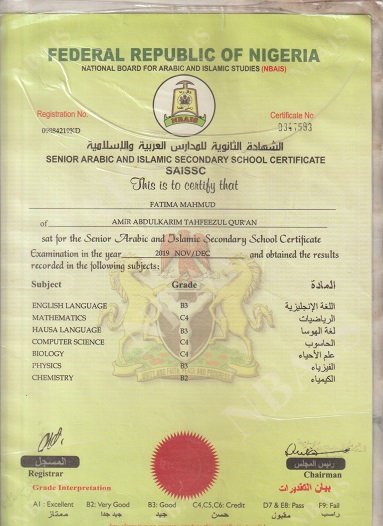 FEDERAL REPUBLIC OF NIGERIA
NATIONAL BOARD FOR ARABIC AND ISLAMIC STUDIES (NBAIS)
Registration No.
Certificate No
NBAIS
00884219KD
0347593
الشهادة الثانوية للمدارس العربية والإسلامية
SENIOR ARABIC AND ISLAMIC SECONDARY SCHOOL CERTIFICATE
SAISSC
This is to certify that
FATIMA MAHMUD
of AMIR ABDULKARIM TAHFEEZUL QUR'AN
sat for the Senior Arabic and Islamic Secondary School Certificate
Examination in the year 2019 NOV/DEC and obtained the results
recorded in the following subjects:
Subject Grade المادة
ENGLISH LANGUAGE B3 اللغة الإنجليزية
MATHEMATICS C4 الرياضيات
HAUSA LANGUAGE B3 لغة الهوسا
COMPUTER SCIENCE C4 الحاسوب
BIOLOGY C4 علم الأحياء
PHYSICS B3 الفيزياء
CHEMISTRY B2 الكيمياء
المسجل رئيس المجلس
Registrar Chairman
Grade Interpretation بيان التقديرات
A1 : Excellent B2: Very Good B3: Good C4,C5,C6: Credit D7 & E8: Pass F9: Fail
ممتاز جيد جدا جيد حسن مقبول راسب